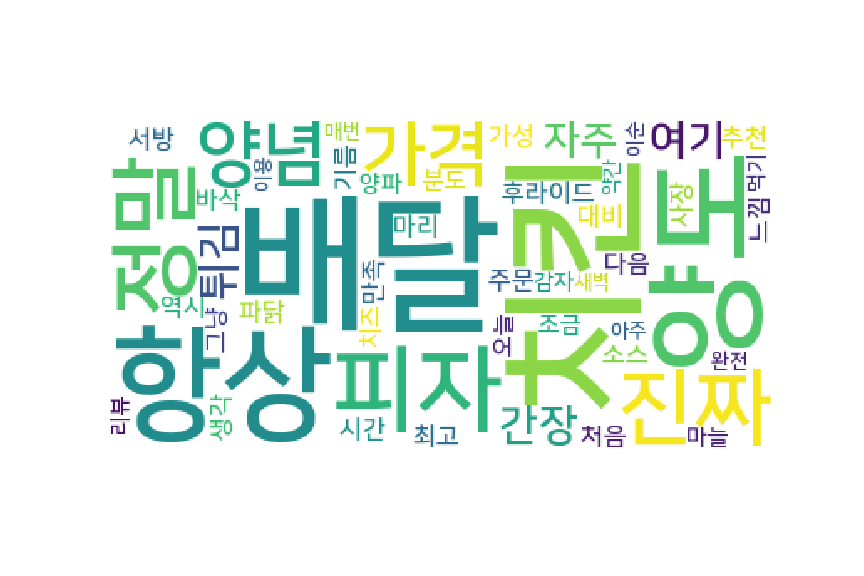 서방
양념
매번
가격
가성
자주
이순
여기
추천
정말
바삭
이용
기름
양파
분도
후라이드
약간
사장
먹기
느낌
튀김
배달
마리
치킨
대비
양도
역시
그냥
파닭
만족
치즈
주문
감자
새벽
다음
오늘
조금
아주
소스
완전
항상
피자
진짜
리뷰
생각
시간
최고
간장
처음
마늘